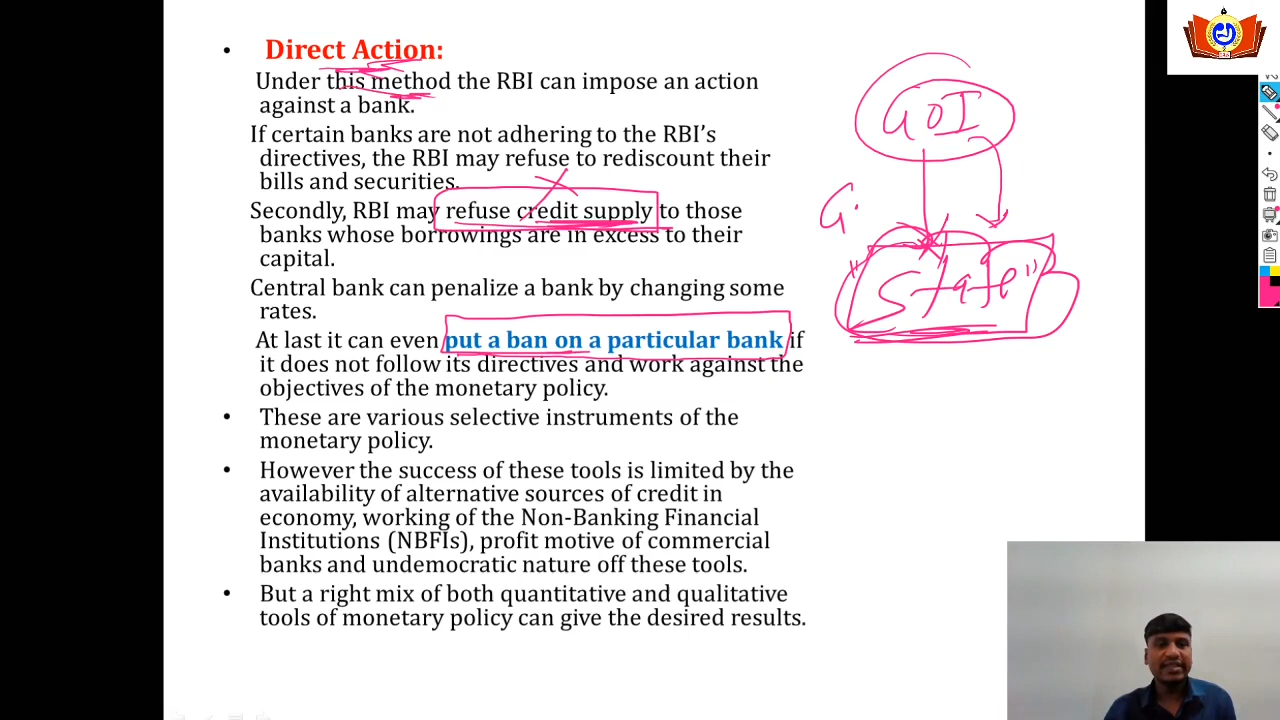 • Direct Action:
Under this method the RBI can impose an action
against a bank.
If certain banks are not adhering to the RBI’s
directives, the RBI may refuse to rediscount their
bills and securities.
Secondly, RBI may refuse credit supply to those
banks whose borrowings are in excess to their
capital.
Central bank can penalize a bank by changing some
rates.
At last it can even put a ban on a particular bank if
it does not follow its directives and work against the
objectives of the monetary policy.
• These are various selective instruments of the
monetary policy.
• However the success of these tools is limited by the
availability of alternative sources of credit in
economy, working of the Non-Banking Financial
Institutions (NBFIs), profit motive of commercial
banks and undemocratic nature off these tools.
• But a right mix of both quantitative and qualitative
tools of monetary policy can give the desired results.
GOI
G.
"State"